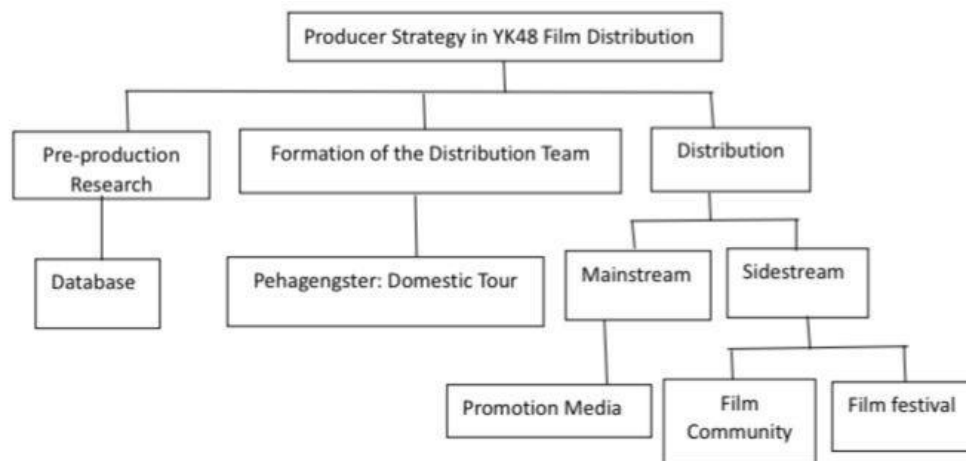 Producer Strategy in YK48 Film Distribution
Pre-production
Research
Formation of the Distribution Team
Distribution
Database
Pehagengster: Domestic Tour
Mainstream
Sidestream
Promotion Media
Film
Community
Film festival